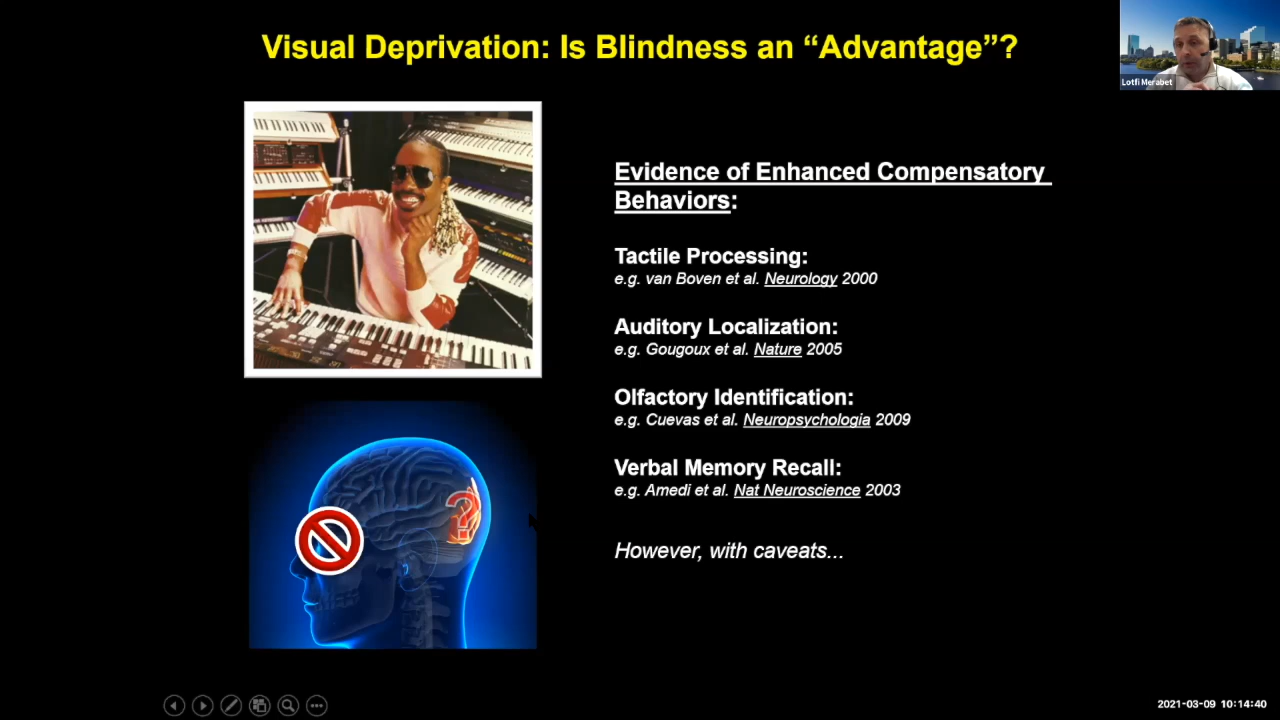 Visual Deprivation: Is Blindness an “Advantage”?
Lotfi Merabet
Evidence of Enhanced Compensatory
Behaviors:
Tactile Processing:
e.g. van Boven et al. Neurology 2000
Auditory Localization:
e.g. Gougoux et al. Nature 2005
Olfactory Identification:
e.g. Cuevas et al. Neuropsychologia 2009
Verbal Memory Recall:
e.g. Amedi et al. Nat Neuroscience 2003
?
However, with caveats...
2021-03-09 10:14:40